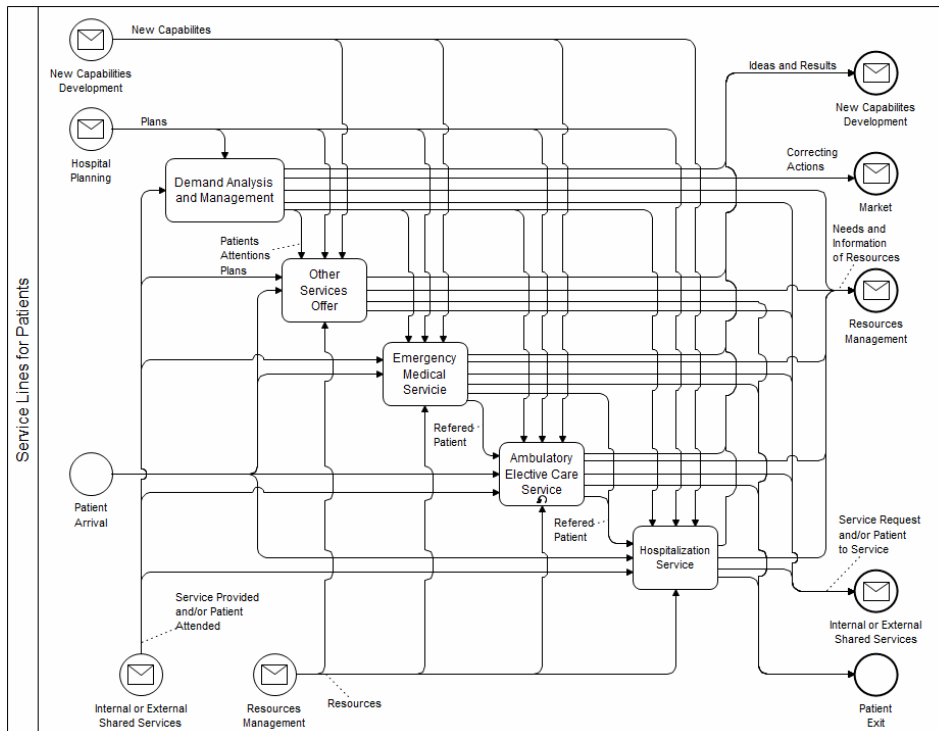 Service Lines for Patients
New Capabilites
New Capabilities
Development
Plans
Hospital
Planning
Ideas and Results
New Capabilites
Development
Correcting
Actions
Market
Demand Analysis
and Management
Patients
Attentions
Plans
Needs and
Information
of Resources
Other
Services
Offer
Resources
Management
Emergency
Medical
Servicie
Refered
Patient
Ambulatory
Elective Care
Service
Patient
Arrival
Refered
Patient
Service Request
and/or Patient
to Service
Hospitalization
Service
Service Provided
and/or Patient
Attended
Internal or External
Shared Services
Internal or External
Shared Services
Resources
Management
Resources
Patient
Exit